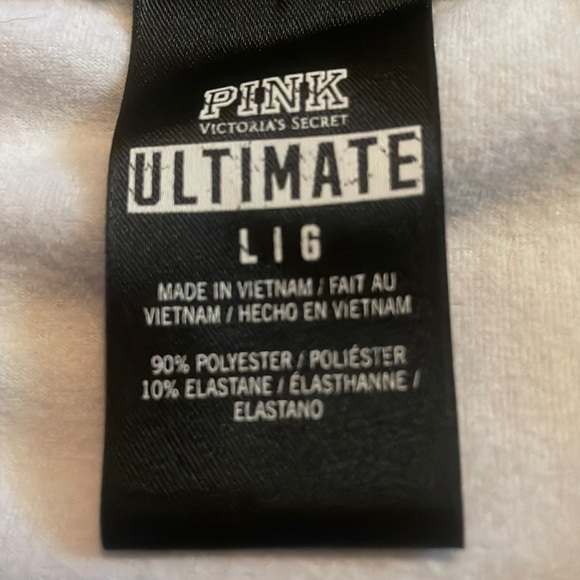 PINK
VICTORIA'S SECRET
ULTIMATE
L | G
MADE IN VIETNAM / FAIT AU
VIETNAM / HECHO EN VIETNAM
90% POLYESTER / POLIÉSTER
10% ELASTANE / ÉLASTHANNE /
ELASTANO